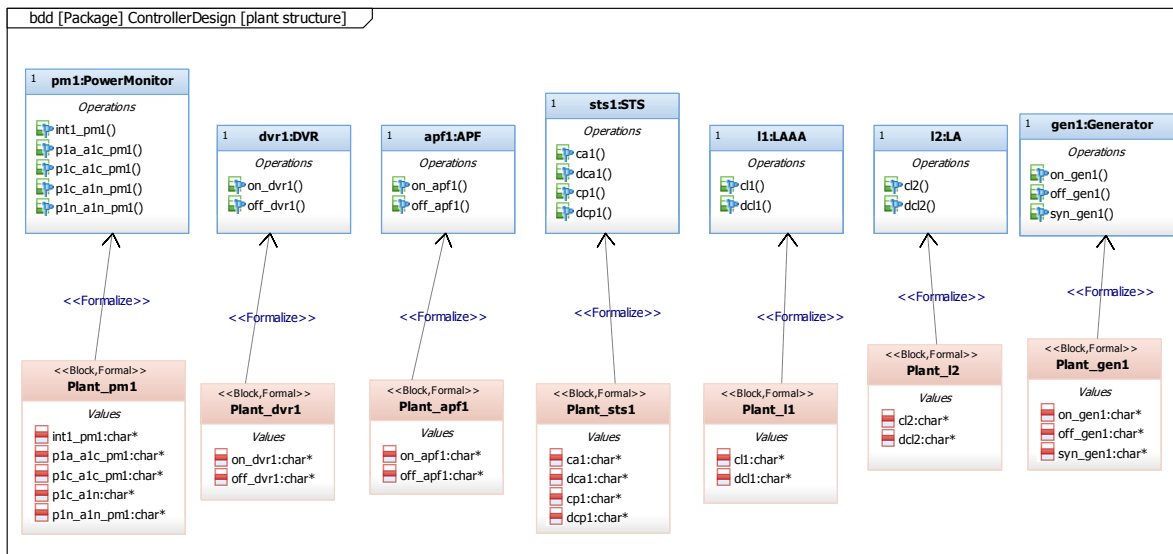 bdd [Package] ControllerDesign [plant structure]
1
pm1:PowerMonitor
Operations
int1_pm1()
p1a_a1c_pm1()
p1c_a1c_pm1()
p1c_a1n_pm1()
p1n_a1n_pm1()
1
dvr1:DVR
Operations
on_dvr1()
off_dvr1()
1
apf1:APF
Operations
on_apf1()
off_apf1()
1
sts1:STS
Operations
ca1()
dca1()
cp1()
dcp1()
1
l1:LAAA
Operations
cl1()
dcl1()
1
l2:LA
Operations
cl2()
dcl2()
1
gen1:Generator
Operations
on_gen1()
off_gen1()
syn_gen1()
<<Formalize>>
<<Formalize>>
<<Formalize>>
<<Formalize>>
<<Formalize>>
<<Formalize>>
<<Formalize>>
<<Block,Formal>>
Plant_pm1
Values
int1_pm1:char*
p1a_a1c_pm1:char*
p1c_a1c_pm1:char*
p1c_a1n:char*
p1n_a1n_pm1:char*
<<Block,Formal>>
Plant_dvr1
Values
on_dvr1:char*
off_dvr1:char*
<<Block,Formal>>
Plant_apf1
Values
on_apf1:char*
off_apf1:char*
<<Block,Formal>>
Plant_sts1
Values
ca1:char*
dca1:char*
cp1:char*
dcp1:char*
<<Block,Formal>>
Plant_l1
Values
cl1:char*
dcl1:char*
<<Block,Formal>>
Plant_l2
Values
cl2:char*
dcl2:char*
<<Block,Formal>>
Plant_gen1
Values
on_gen1:char*
off_gen1:char*
syn_gen1:char*